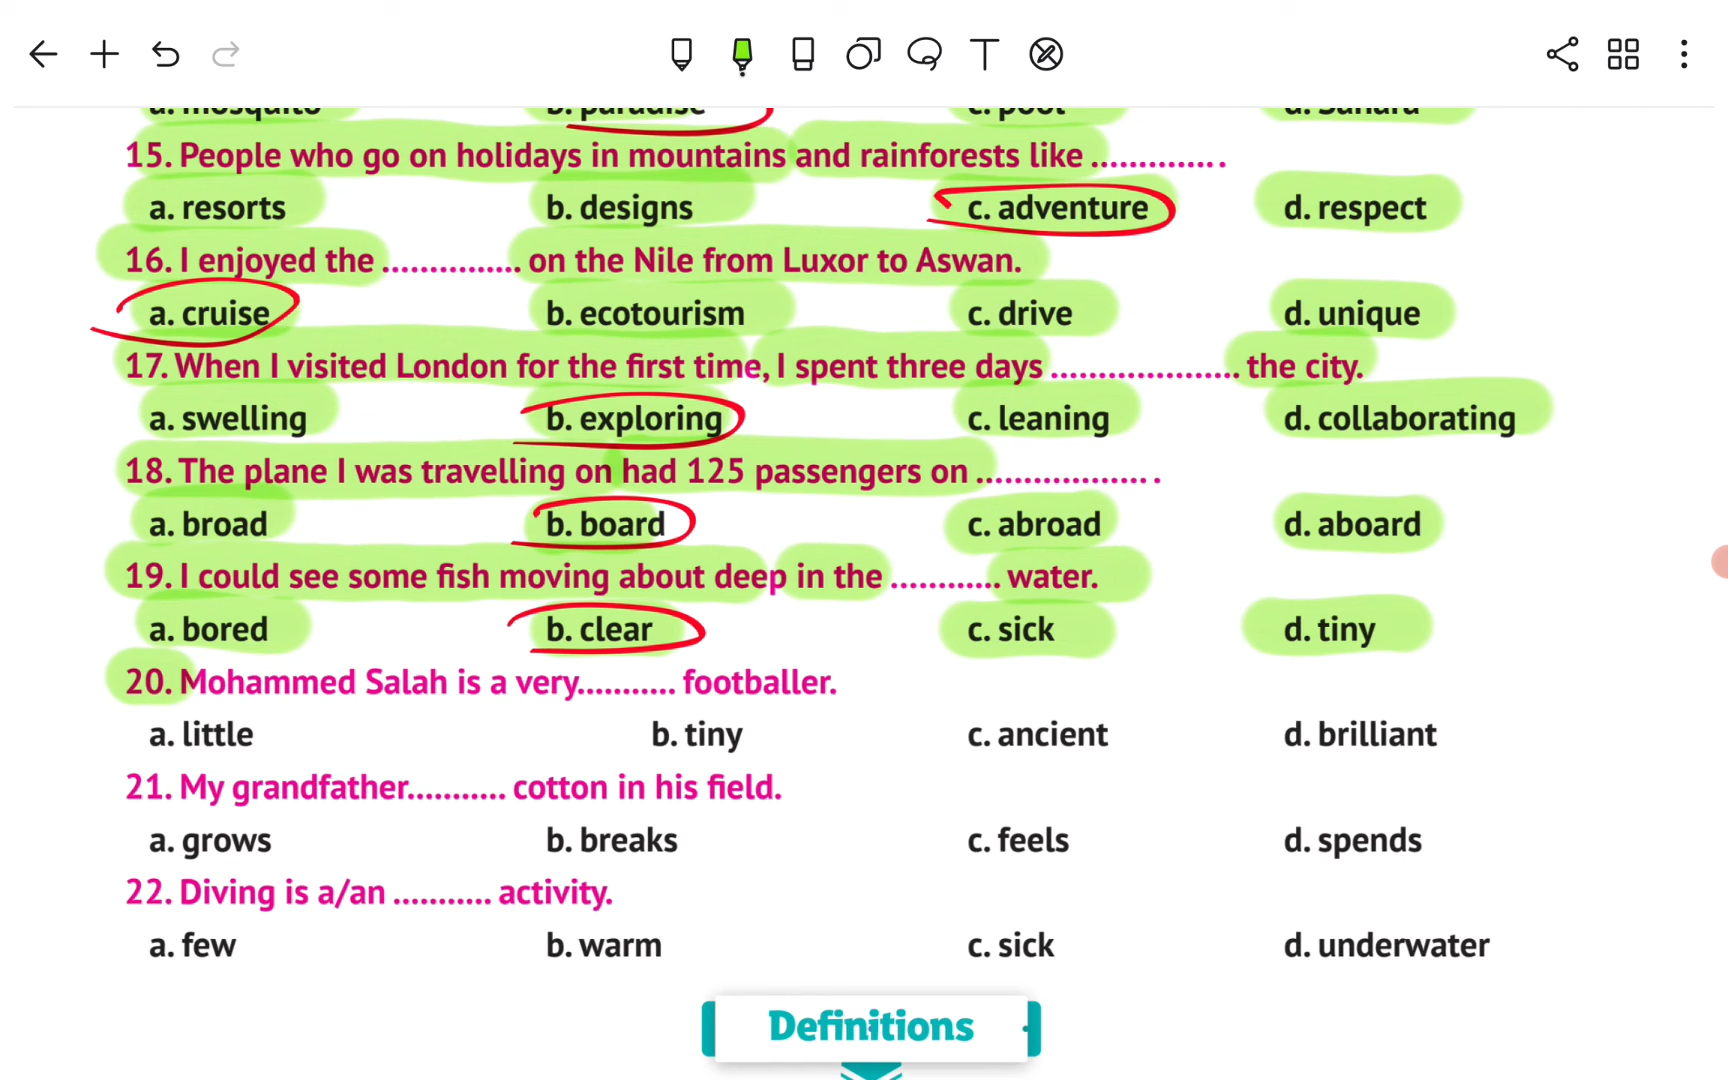 a. mosquito b. paradise c. poor d. Sahara
15. People who go on holidays in mountains and rainforests like ............. .
a. resorts b. designs c. adventure d. respect
16. I enjoyed the .............. on the Nile from Luxor to Aswan.
a. cruise b. ecotourism c. drive d. unique
17. When I visited London for the first time, I spent three days ................... the city.
a. swelling b. exploring c. leaning d. collaborating
18. The plane I was travelling on had 125 passengers on ................. .
a. broad b. board c. abroad d. aboard
19. I could see some fish moving about deep in the ........... water.
a. bored b. clear c. sick d. tiny
20. Mohammed Salah is a very.......... footballer.
a. little b. tiny c. ancient d. brilliant
21. My grandfather.......... cotton in his field.
a. grows b. breaks c. feels d. spends
22. Diving is a/an .......... activity.
a. few b. warm c. sick d. underwater
Definitions